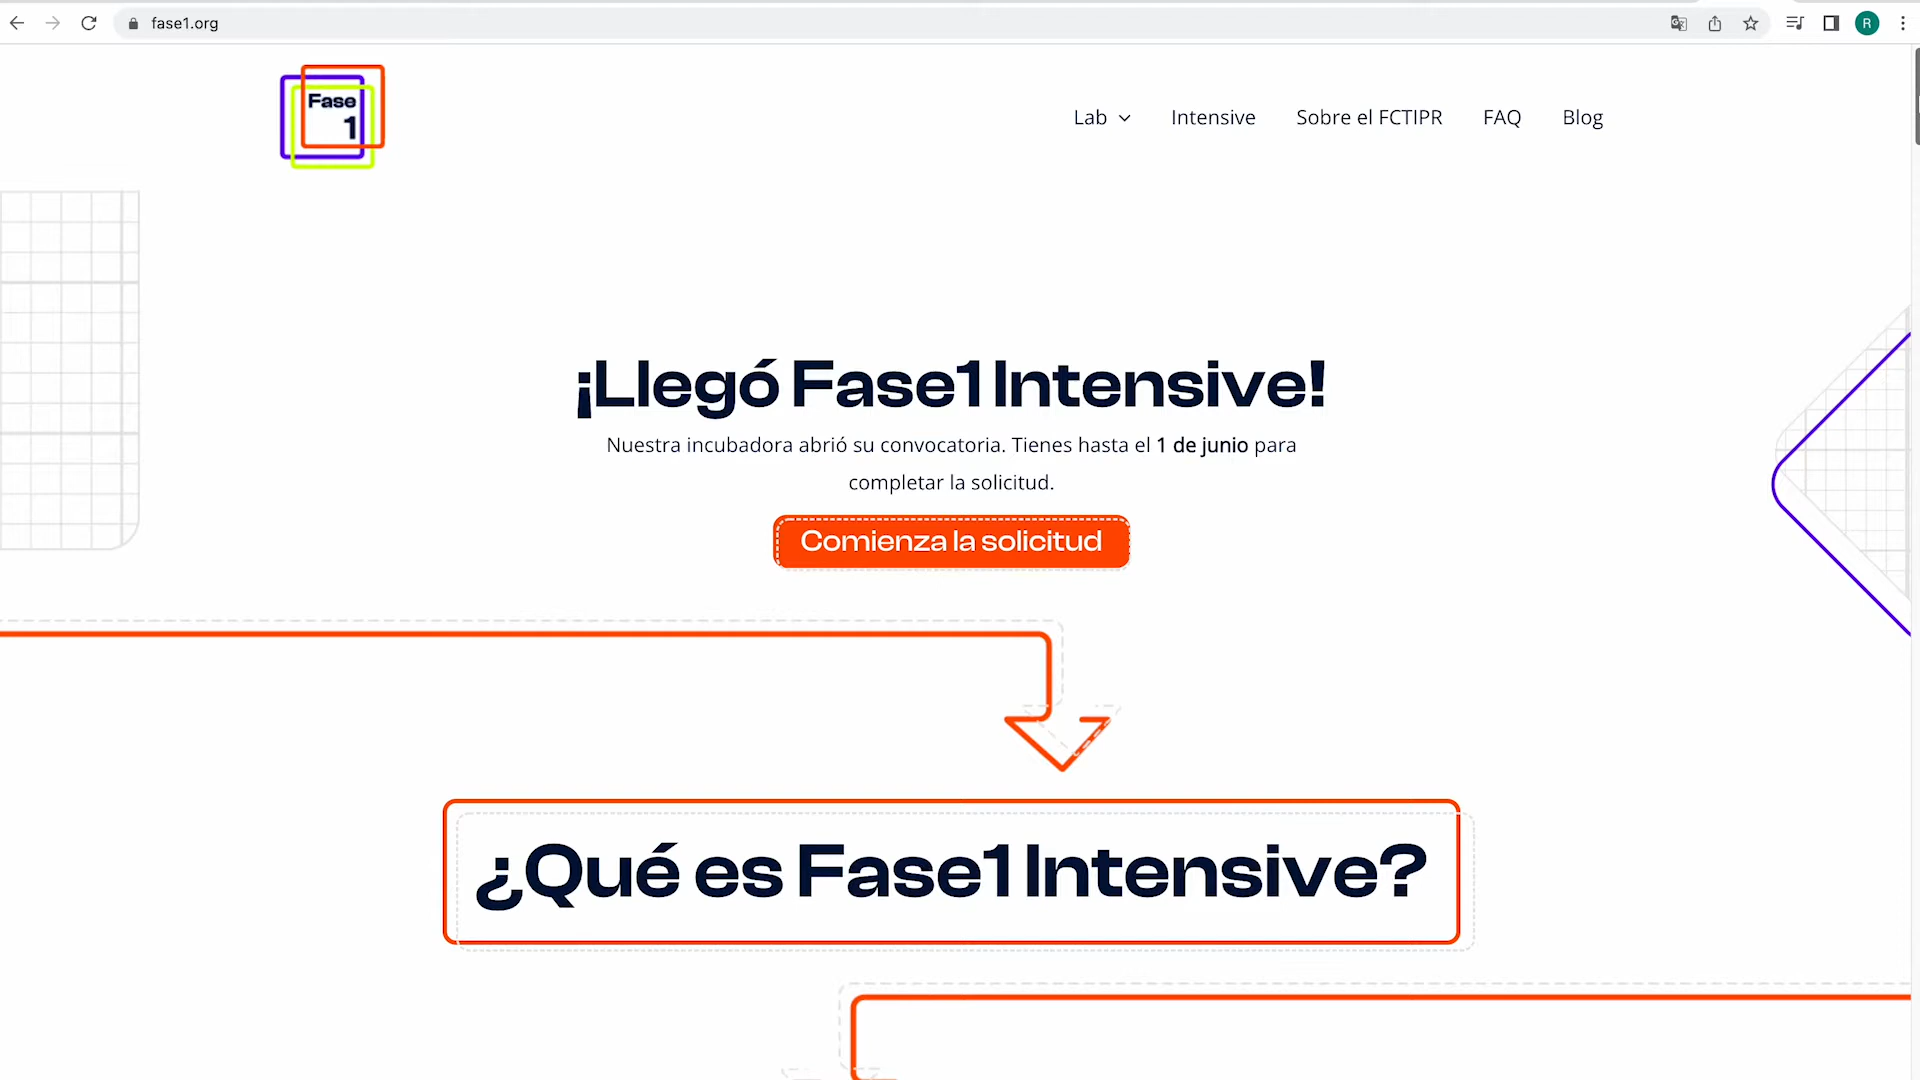 fase1.org
R
Fase
1
Lab
Intensive
Sobre el FCTIPR
FAQ
Blog
¡Llegó Fase1 Intensive!
Nuestra incubadora abrió su convocatoria. Tienes hasta el 1 de junio para
completar la solicitud.
Comienza la solicitud
¿Qué es Fase1 Intensive?